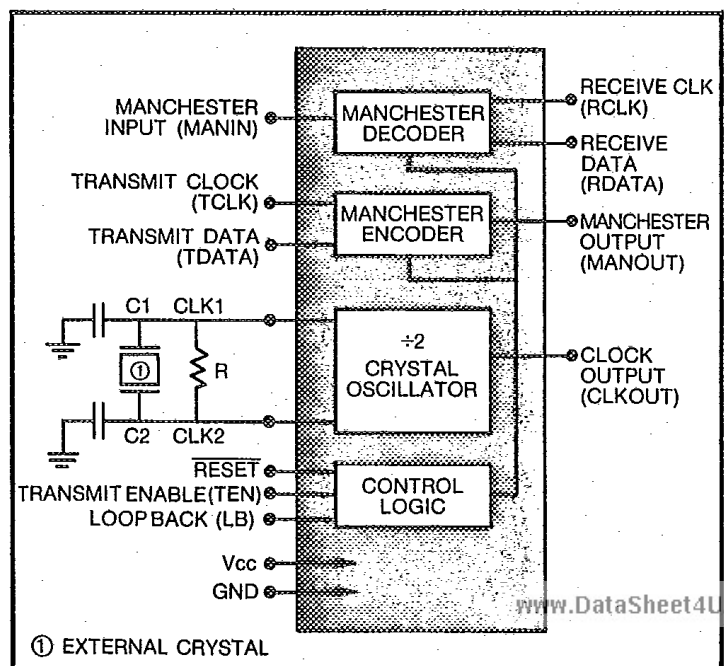 MANCHESTER
INPUT (MANIN)
MANCHESTER
DECODER
RECEIVE CLK
(RCLK)
RECEIVE
DATA
(RDATA)
TRANSMIT CLOCK
(TCLK)
TRANSMIT DATA
(TDATA)
MANCHESTER
ENCODER
MANCHESTER
OUTPUT
(MANOUT)
C1 CLK1
① R
C2 CLK2
÷2
CRYSTAL
OSCILLATOR
CLOCK
OUTPUT
(CLKOUT)
RESET
TRANSMIT ENABLE(TEN)
LOOP BACK (LB)
CONTROL
LOGIC
Vcc
GND
www.DataSheet4U
① EXTERNAL CRYSTAL